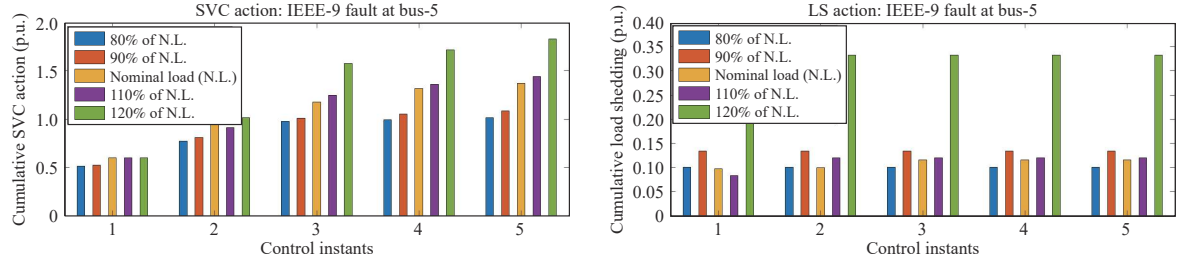 SVC action: IEEE-9 fault at bus-5
Cumulative SVC action (p.u.)
2.0
1.5
1.0
0.5
0
80% of N.L.
90% of N.L.
Nominal load (N.L.)
110% of N.L.
120% of N.L.
1 2 3 4 5
Control instants
LS action: IEEE-9 fault at bus-5
Cumulative load shedding (p.u.)
0.40
0.35
0.30
0.25
0.20
0.15
0.10
0.05
0
80% of N.L.
90% of N.L.
Nominal load (N.L.)
110% of N.L.
120% of N.L.
1 2 3 4 5
Control instants